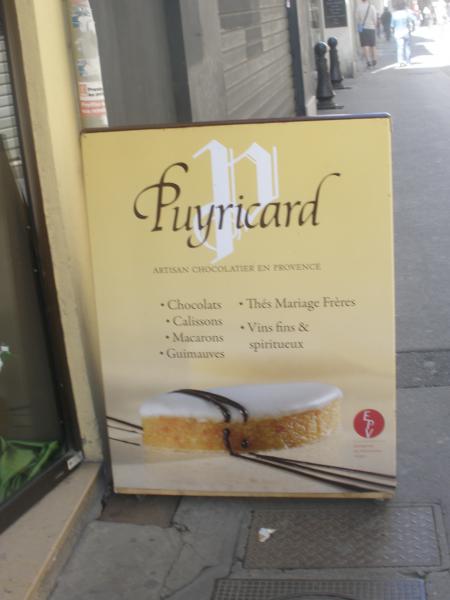 P
Puyricard
ARTISAN CHOCOLATIER EN PROVENCE
• Chocolats
• Calissons
• Macarons
• Guimauves
• Thés Mariage Frères
• Vins fins &
spiritueux
EPV